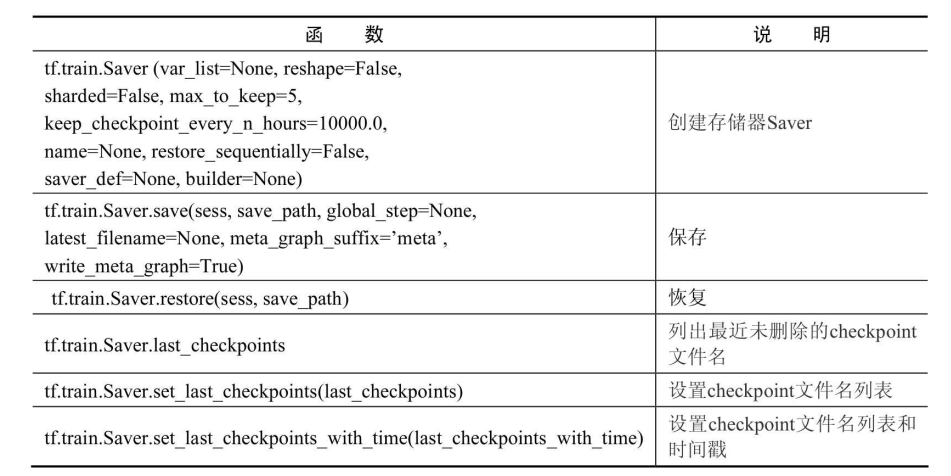 函 数 说 明
tf.train.Saver (var_list=None, reshape=False,
sharded=False, max_to_keep=5,
keep_checkpoint_every_n_hours=10000.0,
name=None, restore_sequentially=False,
saver_def=None, builder=None)
创建存储器Saver
tf.train.Saver.save(sess, save_path, global_step=None,
latest_filename=None, meta_graph_suffix=’meta’,
write_meta_graph=True)
保存
tf.train.Saver.restore(sess, save_path)
恢复
tf.train.Saver.last_checkpoints
列出最近未删除的checkpoint
文件名
tf.train.Saver.set_last_checkpoints(last_checkpoints)
设置checkpoint文件名列表
tf.train.Saver.set_last_checkpoints_with_time(last_checkpoints_with_time)
设置checkpoint文件名列表和
时间戳